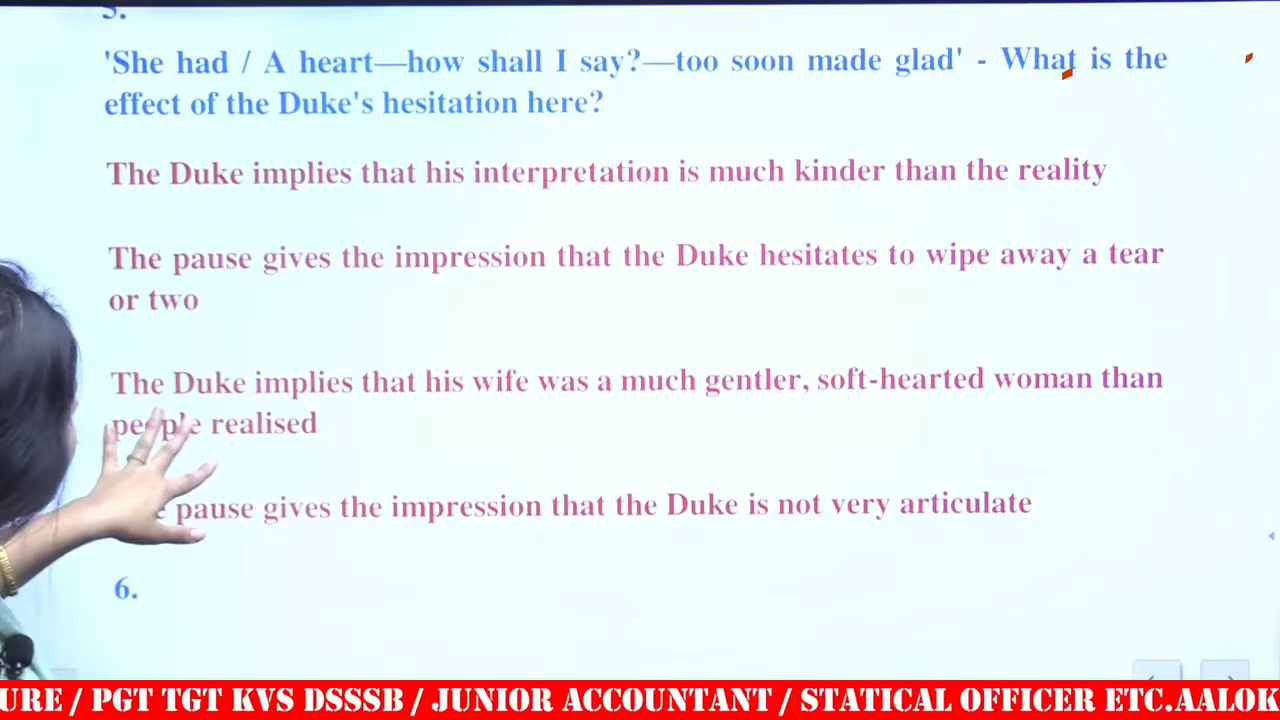 5.
'She had / A heart—how shall I say?—too soon made glad' - What is the
effect of the Duke's hesitation here?
The Duke implies that his interpretation is much kinder than the reality
The pause gives the impression that the Duke hesitates to wipe away a tear
or two
The Duke implies that his wife was a much gentler, soft-hearted woman than
people realised
pause gives the impression that the Duke is not very articulate
6.
URE / PGT TGT KVS DSSSB / JUNIOR ACCOUNTANT / STATICAL OFFICER ETC.AALOK